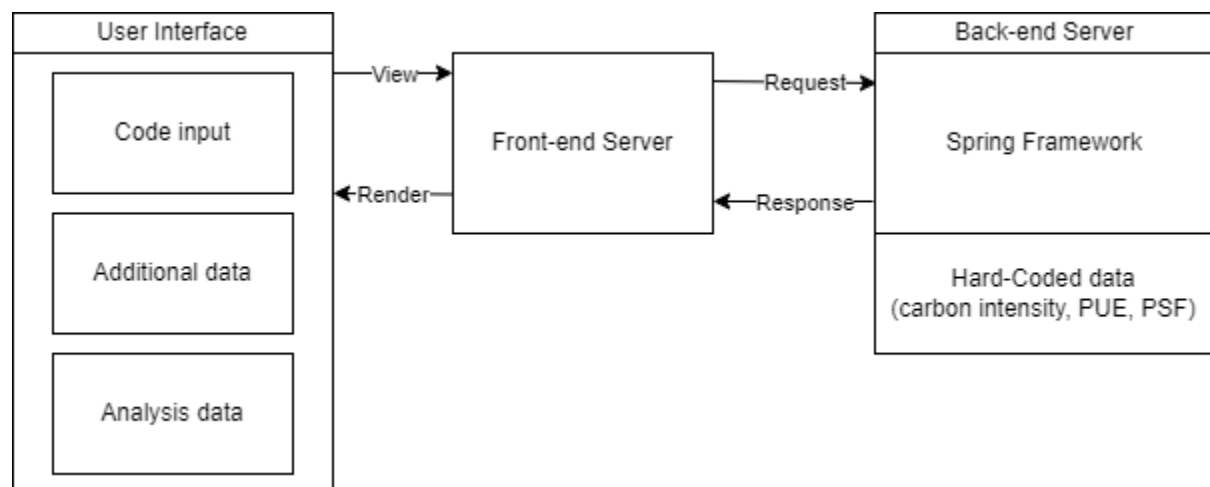 User Interface
Code input
Additional data
Analysis data
View
Render
Front-end Server
Request
Response
Back-end Server
Spring Framework
Hard-Coded data
(carbon intensity, PUE, PSF)